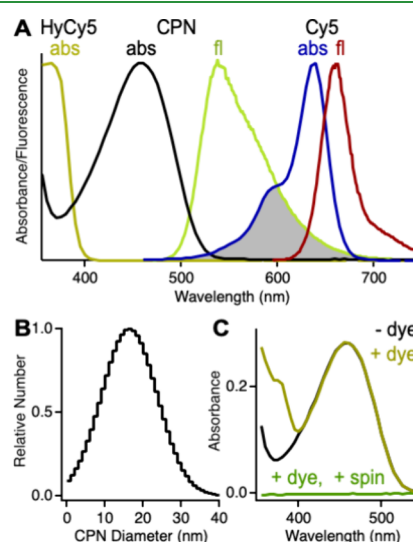 A HyCy5 CPN Cy5
abs abs fl abs fl
Absorbance/Fluorescence
400 500 600 700
Wavelength (nm)
B
1.0
0.5
0.0
Relative Number
0 10 20 30 40
CPN Diameter (nm)
C
- dye
+ dye
0.2
0.0
Absorbance
+ dye, + spin
400 500
Wavelength (nm)